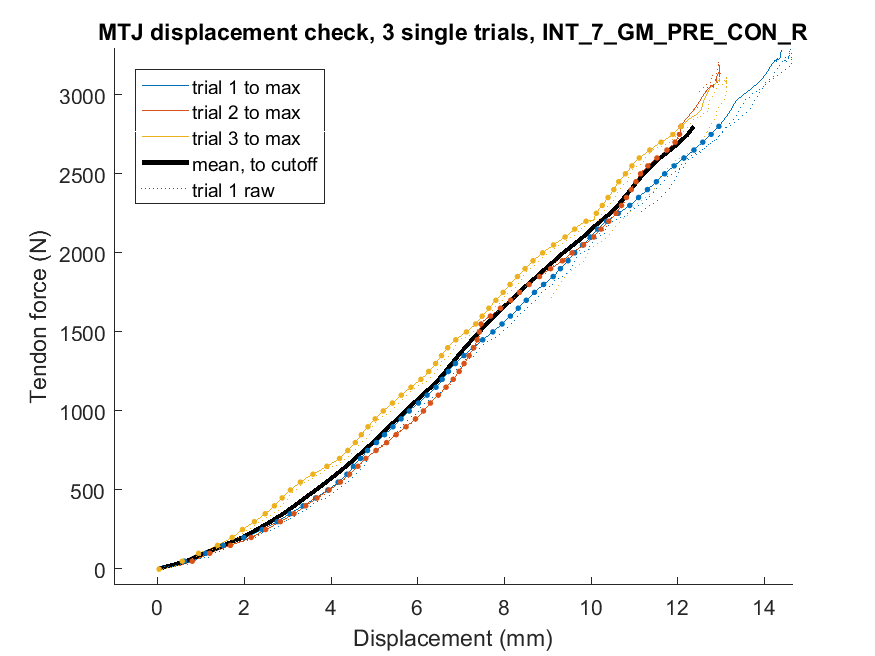 MTJ displacement check, 3 single trials, INT_7_GM_PRE_CON_R
trial 1 to max
trial 2 to max
trial 3 to max
mean, to cutoff
trial 1 raw
3000
2500
2000
1500
1000
500
0
Tendon force (N)
0 2 4 6 8 10 12 14
Displacement (mm)